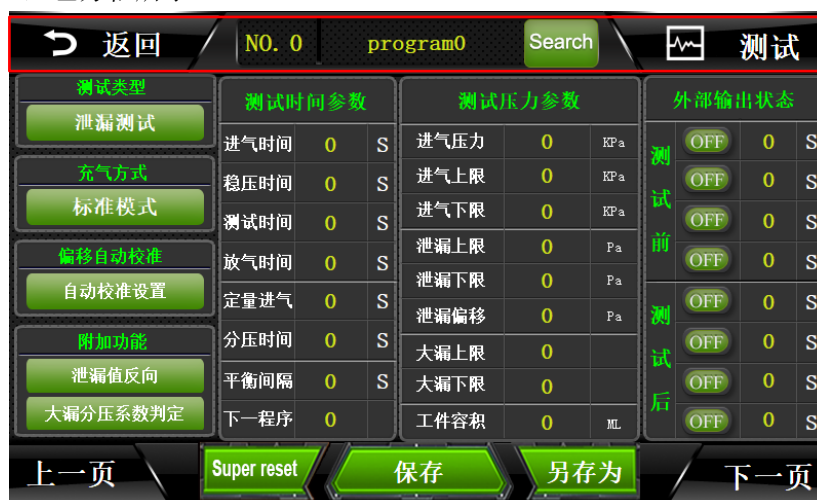 返回 NO. 0 program0 Search 测试
测试类型
泄漏测试
充气方式
标准模式
偏移自动校准
自动校准设置
附加功能
泄漏值反向
大漏分压系数判定
测试时间参数
进气时间 0 S
稳压时间 0 S
测试时间 0 S
放气时间 0 S
定量进气 0 S
分压时间 0 S
平衡间隔 0 S
下一程序 0
测试压力参数
进气压力 0 KPa
进气上限 0 KPa
进气下限 0 KPa
泄漏上限 0 Pa
泄漏下限 0 Pa
泄漏偏移 0 Pa
大漏上限 0
大漏下限 0
工件容积 0 ML
外部输出状态
测试前
OFF 0 S
OFF 0 S
OFF 0 S
OFF 0 S
测试后
OFF 0 S
OFF 0 S
OFF 0 S
OFF 0 S
上一页 Super reset 保存 另存为 下一页